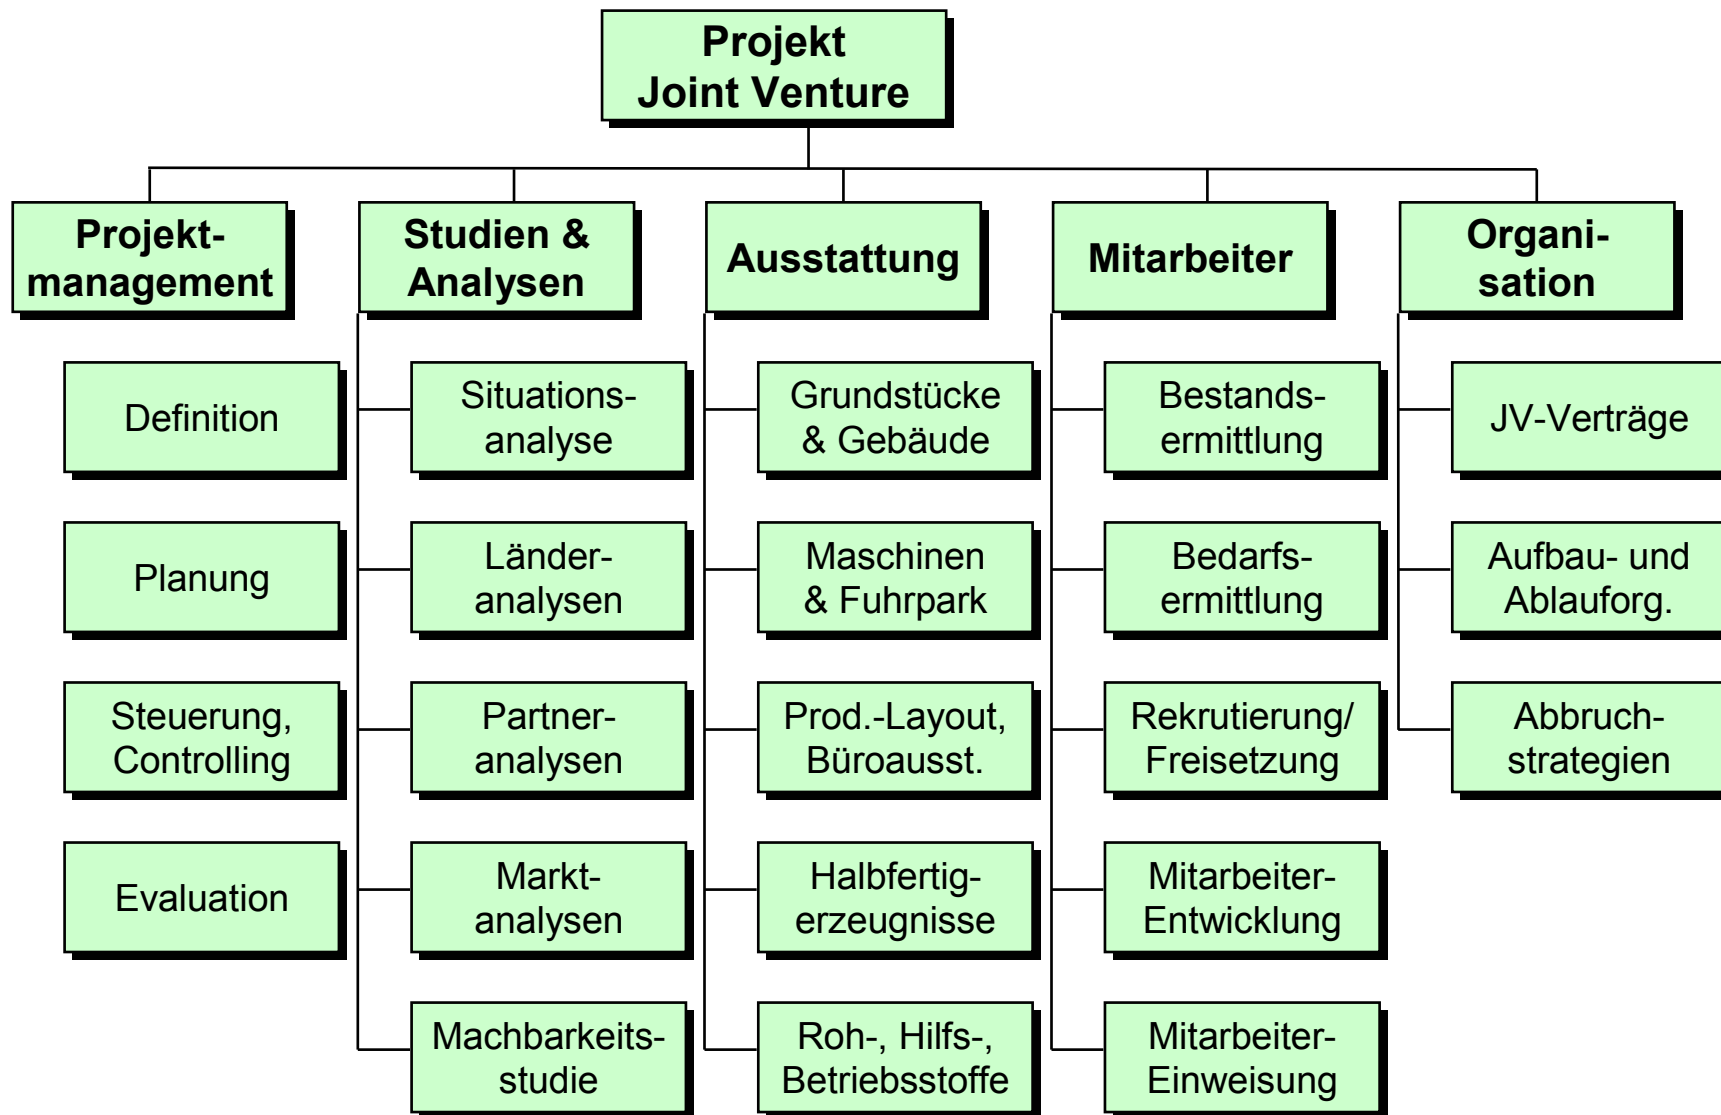 Projekt
Joint Venture
Projekt-
management
Studien &
Analysen
Ausstattung
Mitarbeiter
Organi-
sation
Definition
Planung
Steuerung,
Controlling
Evaluation
Situations-
analyse
Länder-
analysen
Partner-
analysen
Markt-
analysen
Machbarkeits-
studie
Grundstücke
& Gebäude
Maschinen
& Fuhrpark
Prod.-Layout,
Büroausst.
Halbfertig-
erzeugnisse
Roh-, Hilfs-,
Betriebsstoffe
Bestands-
ermittlung
Bedarfs-
ermittlung
Rekrutierung/
Freisetzung
Mitarbeiter-
Entwicklung
Mitarbeiter-
Einweisung
JV-Verträge
Aufbau- und
Ablauforg.
Abbruch-
strategien